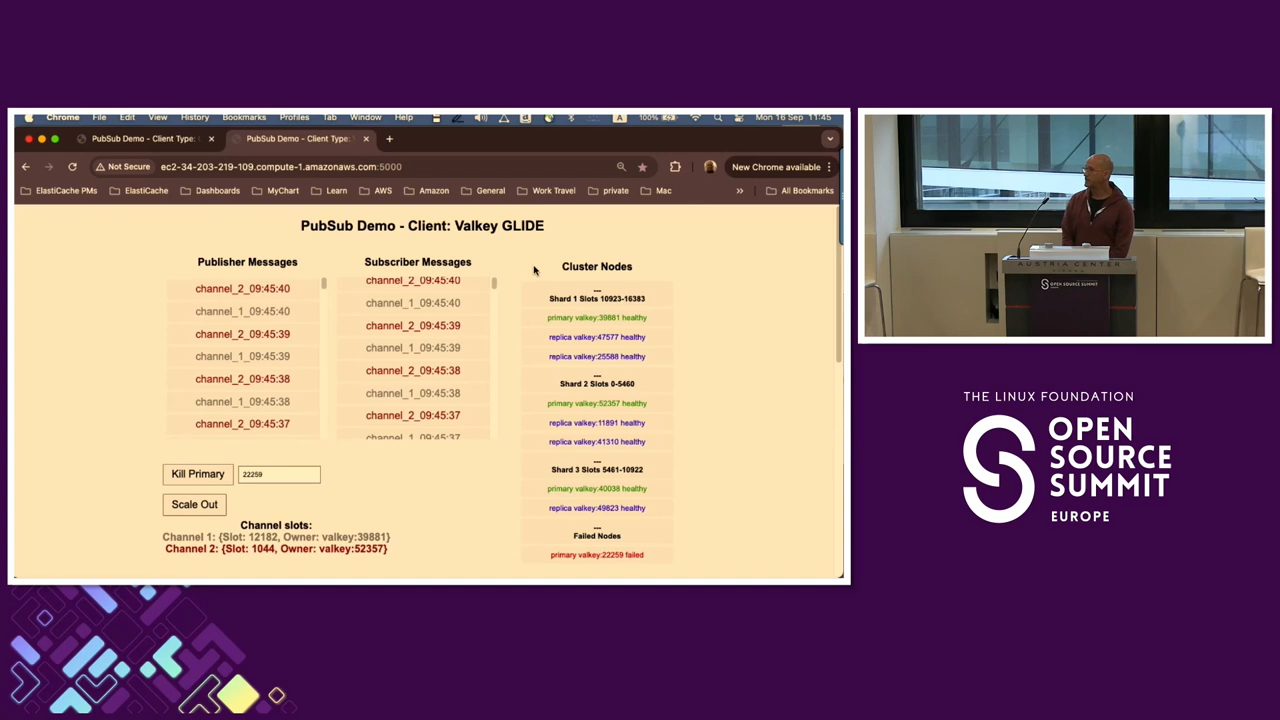 Chrome File Edit View History Bookmarks Profiles Tab Window Help A 100% Mon 16 Sep 11:45
PubSub Demo - Client Type:
PubSub Demo - Client Type:
Not Secure ec2-34-203-219-109.compute-1.amazonaws.com:5000
New Chrome available
ElastiCache PMs ElastiCache Dashboards MyChart Learn AWS Amazon General Work Travel private Mac » All Bookmarks
PubSub Demo - Client: Valkey GLIDE
Publisher Messages
channel_2_09:45:40
channel_1_09:45:40
channel_2_09:45:39
channel_1_09:45:39
channel_2_09:45:38
channel_1_09:45:38
channel_2_09:45:37
Subscriber Messages
channel_2_09:45:40
channel_1_09:45:40
channel_2_09:45:39
channel_1_09:45:39
channel_2_09:45:38
channel_1_09:45:38
channel_2_09:45:37
channel_1_09:45:37
Cluster Nodes
---
Shard 1 Slots 10923-16383
primary valkey:39881 healthy
replica valkey:47577 healthy
replica valkey:25588 healthy
---
Shard 2 Slots 0-5460
primary valkey:52357 healthy
replica valkey:11891 healthy
replica valkey:41310 healthy
---
Shard 3 Slots 5461-10922
primary valkey:40038 healthy
replica valkey:49823 healthy
---
Failed Nodes
primary valkey:22259 failed
Kill Primary 22259
Scale Out
Channel slots:
Channel 1: {Slot: 12182, Owner: valkey:39881}
Channel 2: {Slot: 1044, Owner: valkey:52357}
AUSTRIA CENTER
OPEN SOURCE SUMMIT
THE LINUX FOUNDATION
OPEN
SOURCE
SUMMIT
EUROPE